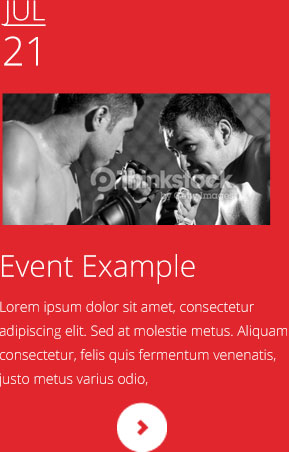 JUL
21
thinkstock
by Getty Images
Event Example
Lorem ipsum dolor sit amet, consectetur
adipiscing elit. Sed at molestie metus. Aliquam
consectetur, felis quis fermentum venenatis,
justo metus varius odio,